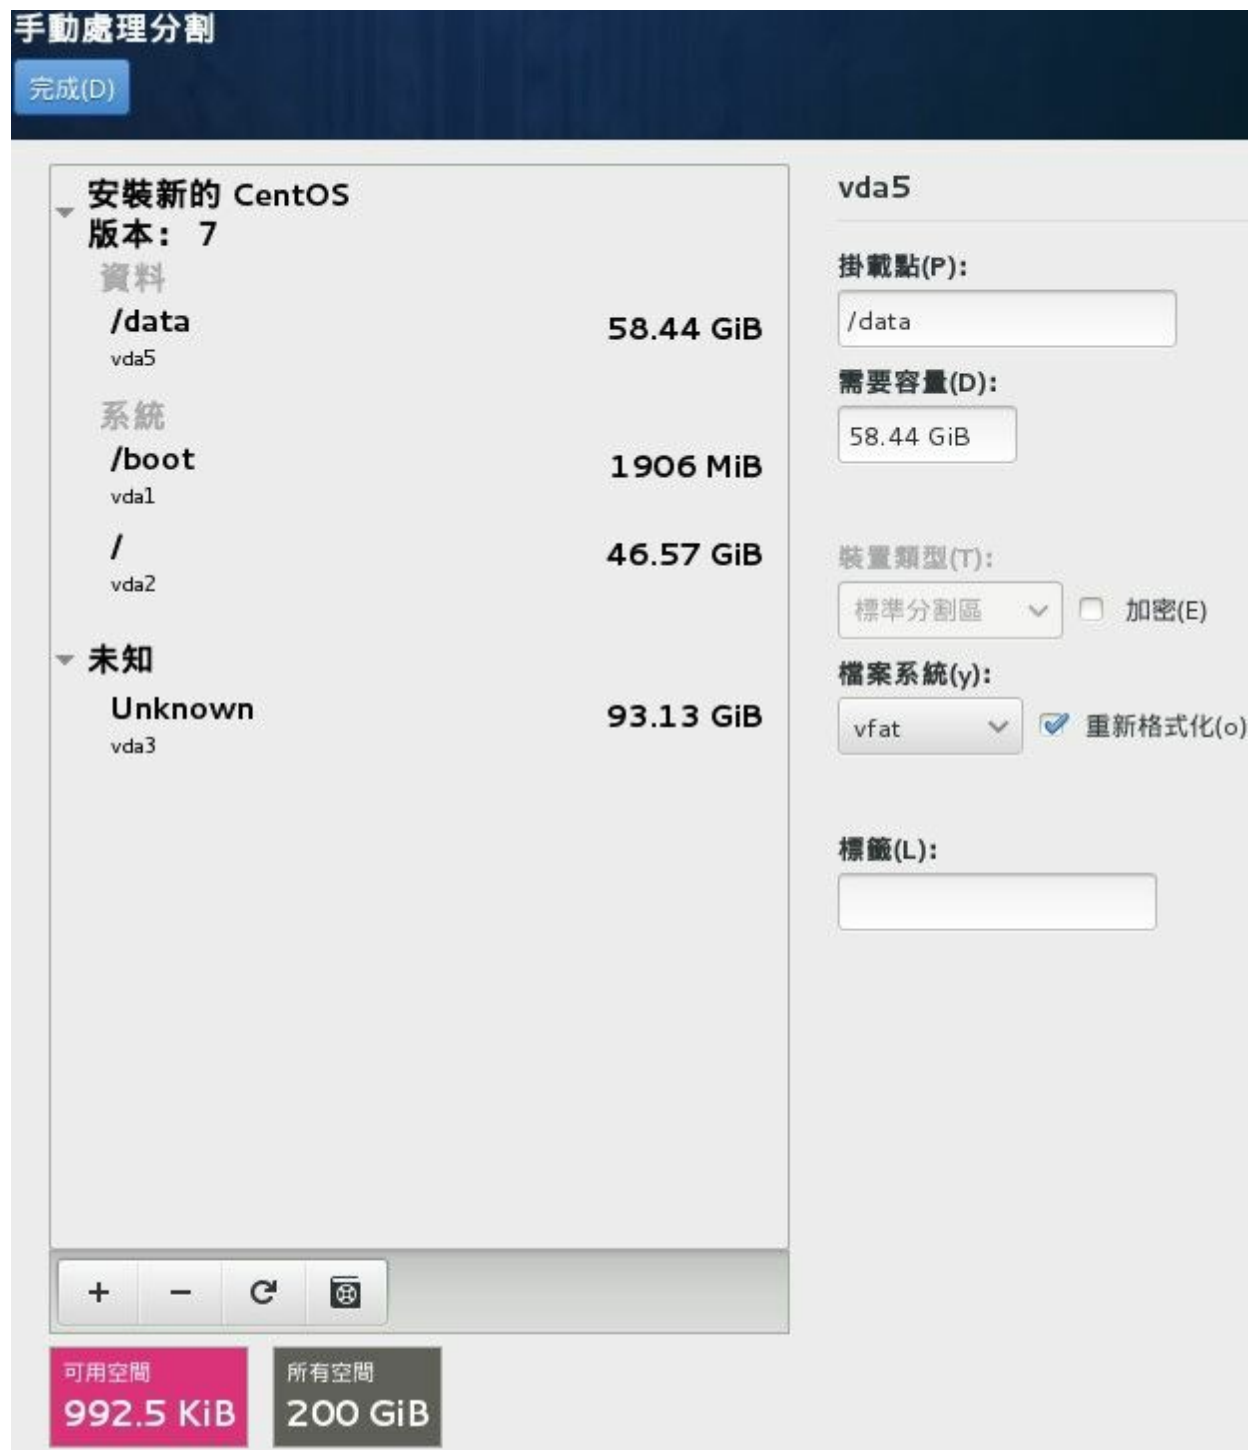 手動處理分割
完成(D)
安裝新的 CentOS
版本： 7
資料
/data 58.44 GiB
vda5
系統
/boot 1906 MiB
vda1
/ 46.57 GiB
vda2
未知
Unknown 93.13 GiB
vda3
+ − 
可用空間
992.5 KiB
所有空間
200 GiB
vda5
掛載點(P)：
/data
需要容量(D)：
58.44 GiB
裝置類型(T)：
標準分割區
加密(E)
檔案系統(y)：
vfat
重新格式化(o)
標籤(L)：